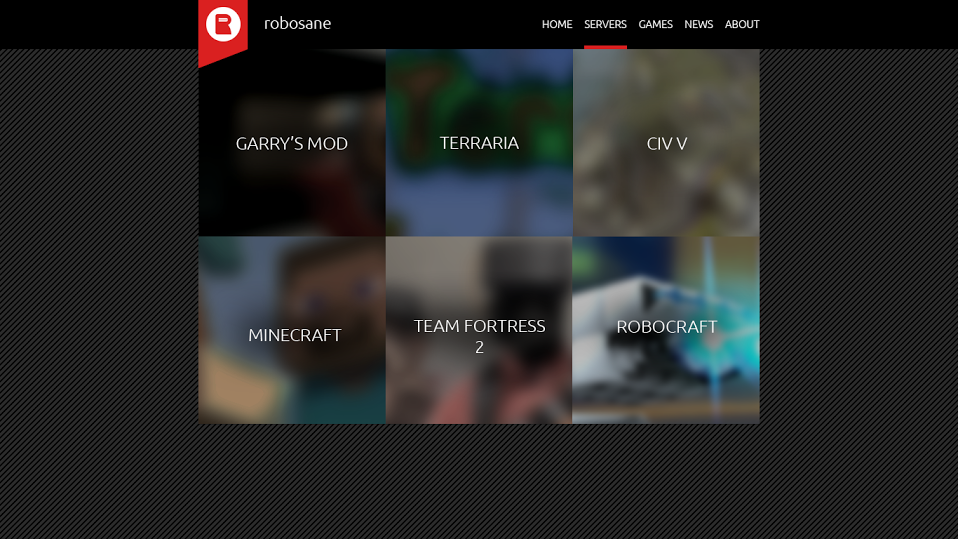 R
robosane
HOME SERVERS GAMES NEWS ABOUT
GARRY’S MOD
TERRARIA
CIV V
MINECRAFT
TEAM FORTRESS
2
ROBOCRAFT